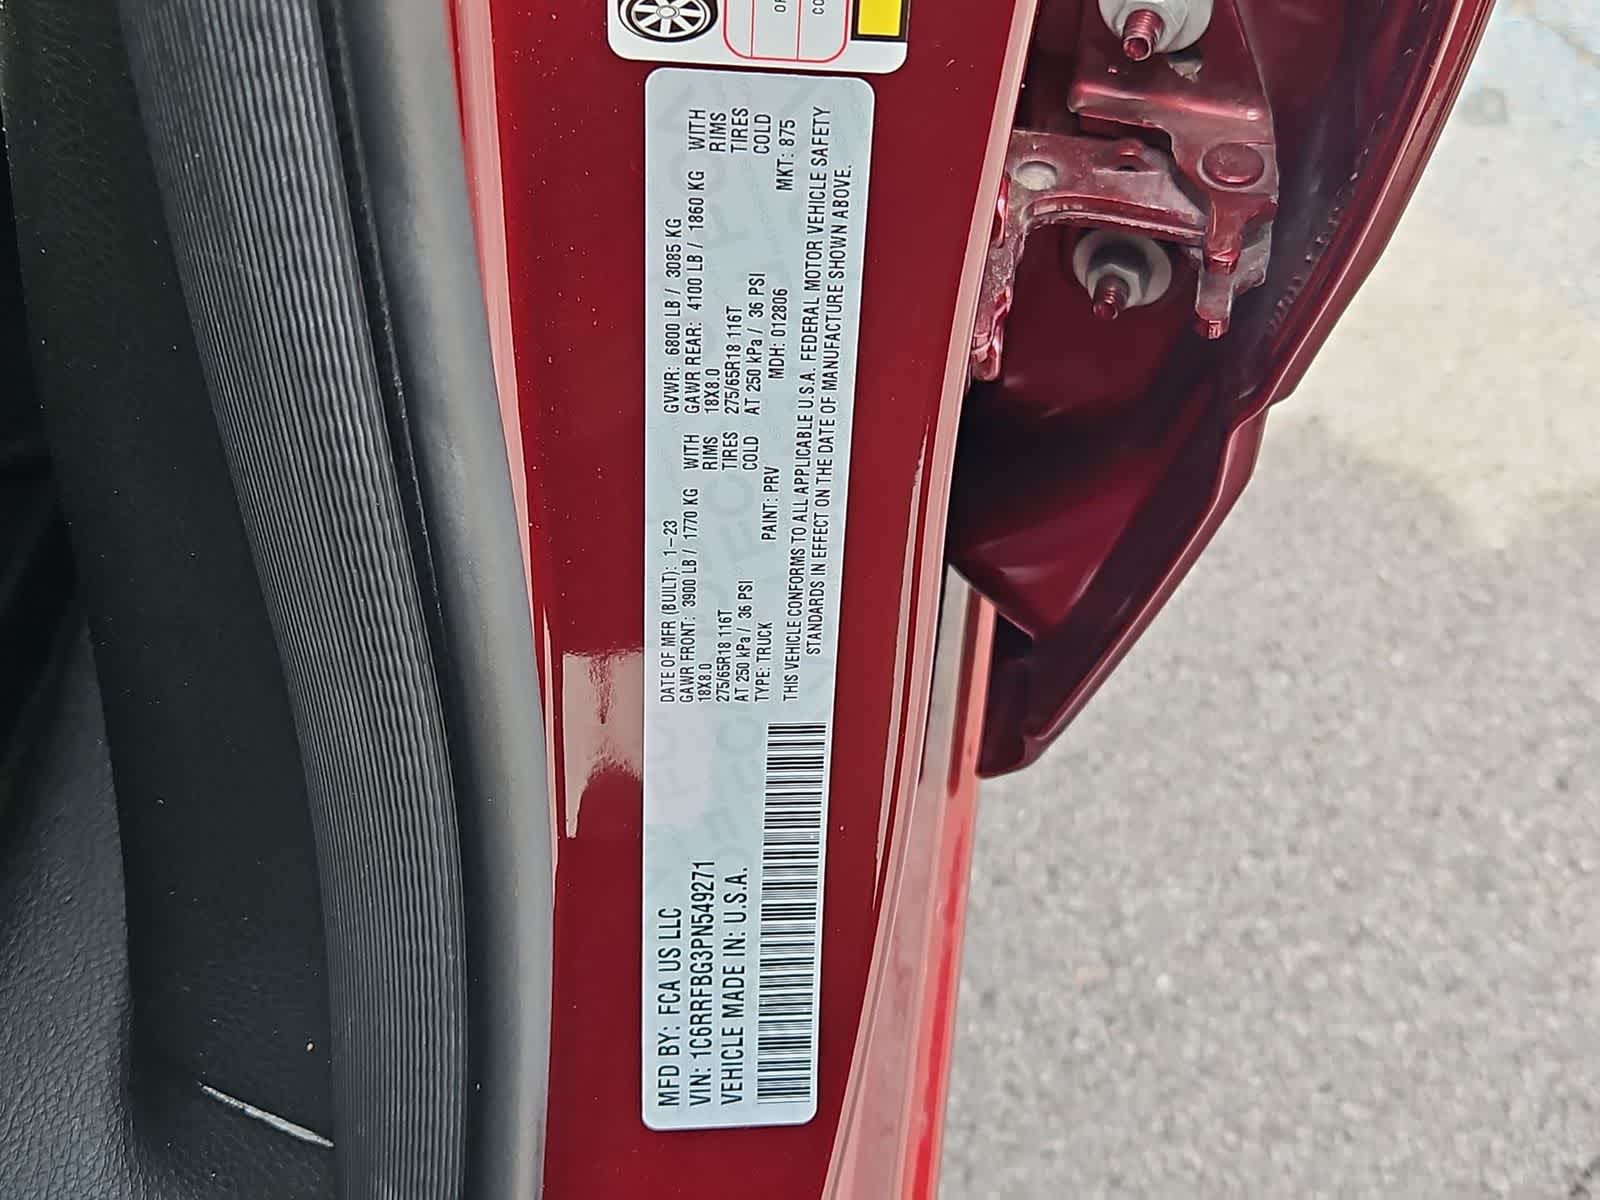 MFD BY: FCA US LLC
VIN: 1C6RRFBG3PN549271
VEHICLE MADE IN: U.S.A.
DATE OF MFR (BUILT): 1-23 GVWR: 6800 LB / 3085 KG
GAWR FRONT: 3900 LB / 1770 KG WITH GAWR REAR: 4100 LB / 1860 KG WITH
18X8.0 RIMS 18X8.0 RIMS
275/65R18 116T TIRES 275/65R18 116T TIRES
AT 250 kPa / 36 PSI COLD AT 250 kPa / 36 PSI COLD
TYPE: TRUCK PAINT: PRV MDH: 012806 MKT: 875
THIS VEHICLE CONFORMS TO ALL APPLICABLE U.S.A. FEDERAL MOTOR VEHICLE SAFETY
STANDARDS IN EFFECT ON THE DATE OF MANUFACTURE SHOWN ABOVE.